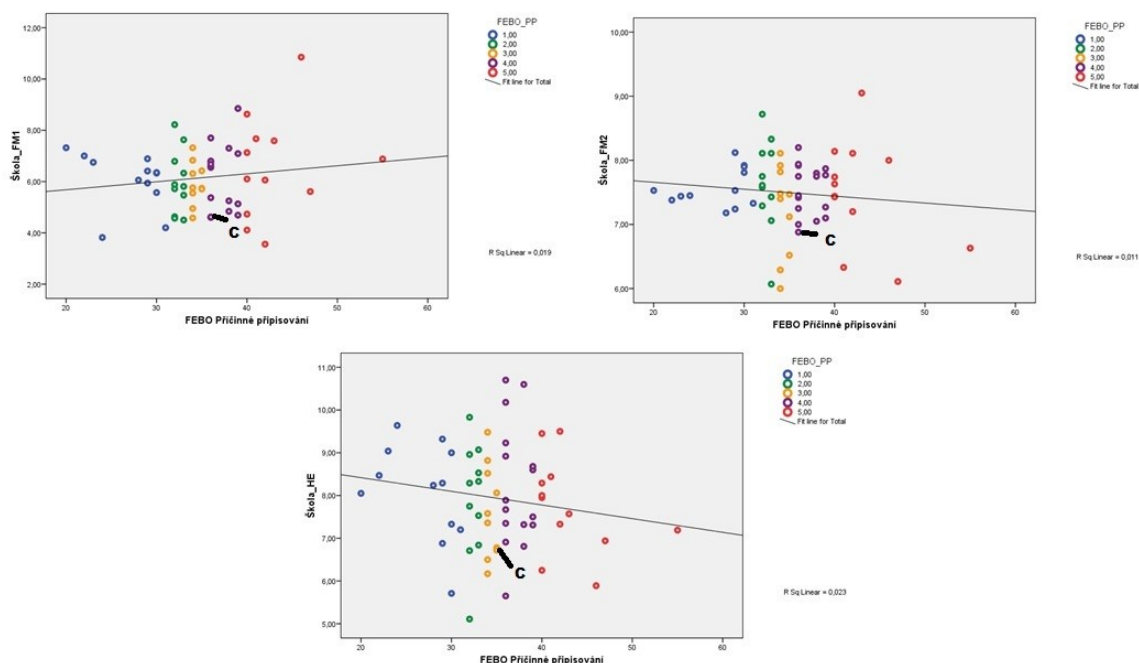 FEBO_PP
12,00
10,00
8,00
6,00
4,00
2,00
Škola_FM1
20
30
40
50
60
FEBO Příčinné připisování
C
1,00
2,00
3,00
4,00
5,00
Fit line for Total
R Sq Linear = 0,019
FEBO_PP
10,00
9,00
8,00
7,00
6,00
Škola_FM2
20
30
40
50
60
FEBO Příčinné připisování
C
1,00
2,00
3,00
4,00
5,00
Fit line for Total
R Sq Linear = 0,011
FEBO_PP
11,00
10,00
9,00
8,00
7,00
6,00
5,00
Škola_HE
20
30
40
50
60
FEBO Příčinné připisování
C
1,00
2,00
3,00
4,00
5,00
Fit line for Total
R Sq Linear = 0,023